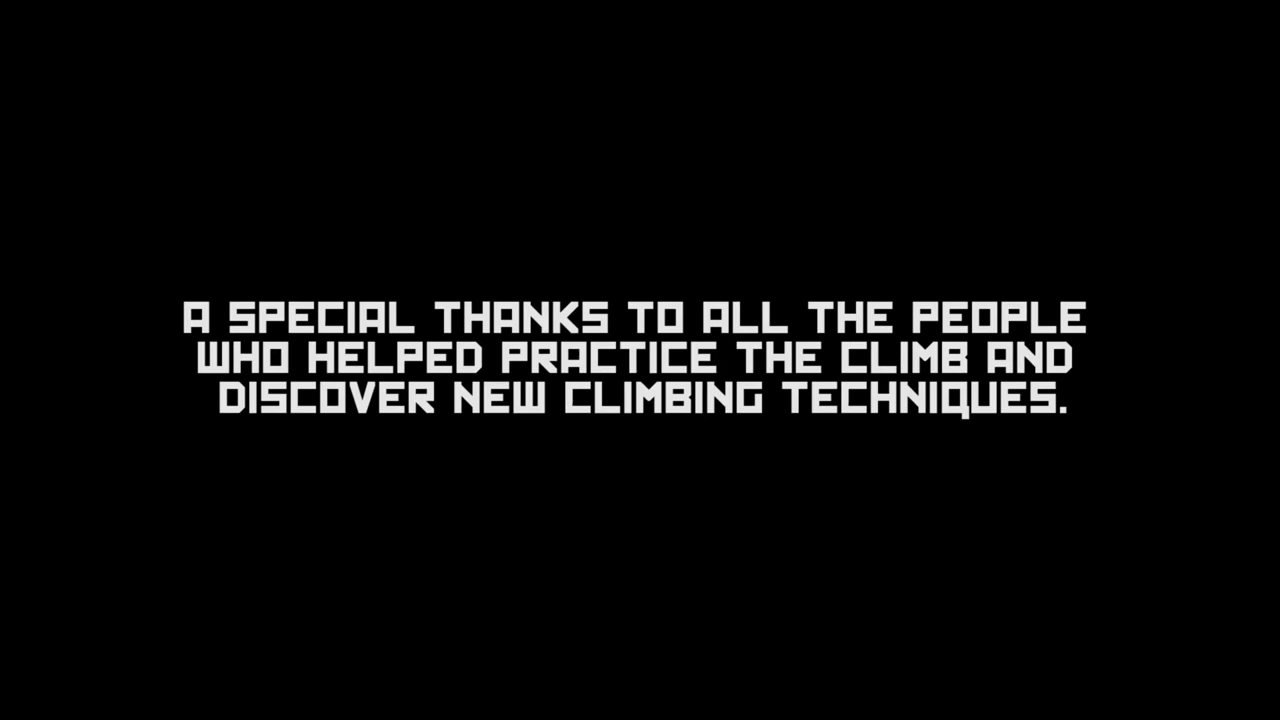 A SPECIAL THANKS TO ALL THE PEOPLE
WHO HELPED PRACTICE THE CLIMB AND
DISCOVER NEW CLIMBING TECHNIQUES.